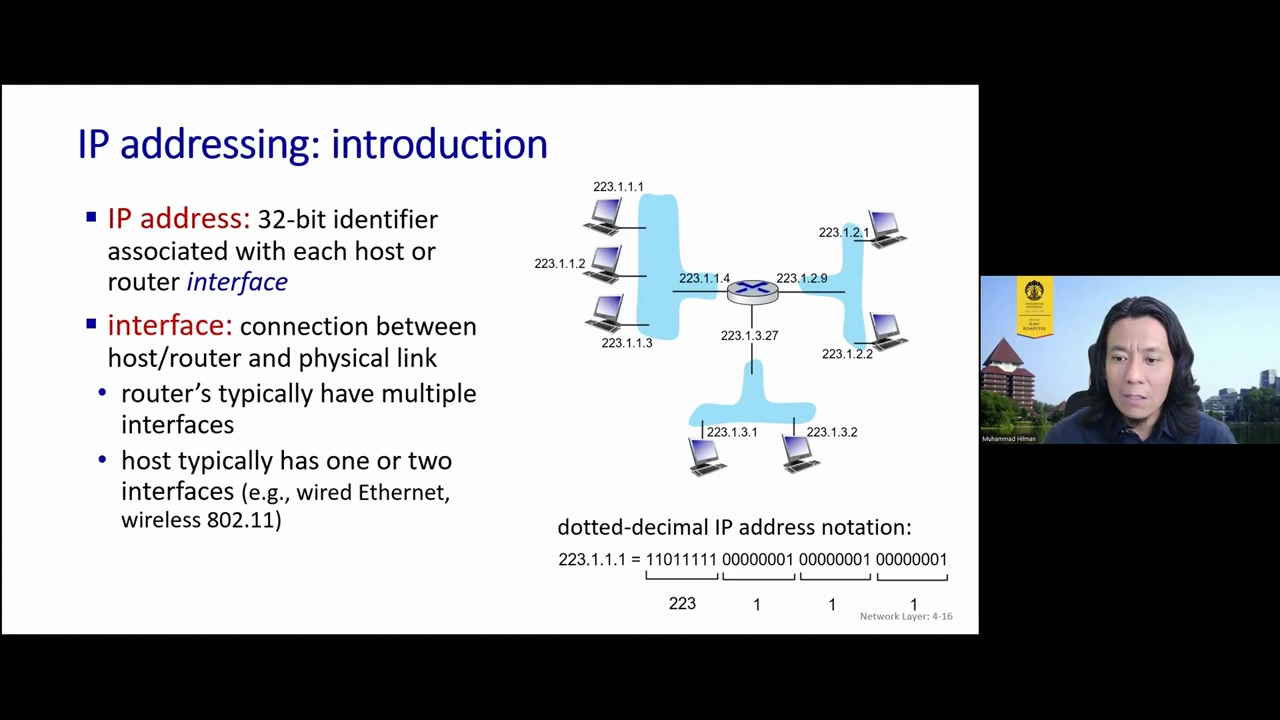 IP addressing: introduction
IP address: 32-bit identifier
associated with each host or
router interface
interface: connection between
host/router and physical link
router's typically have multiple
interfaces
host typically has one or two
interfaces (e.g., wired Ethernet,
wireless 802.11)
223.1.1.1
223.1.1.2
223.1.1.3
223.1.1.4
223.1.2.9
223.1.2.1
223.1.2.2
223.1.3.27
223.1.3.1
223.1.3.2
dotted-decimal IP address notation:
223.1.1.1 = 11011111 00000001 00000001 00000001
223 1 1 1
Network Layer: 4-16
Muhammad Hilman